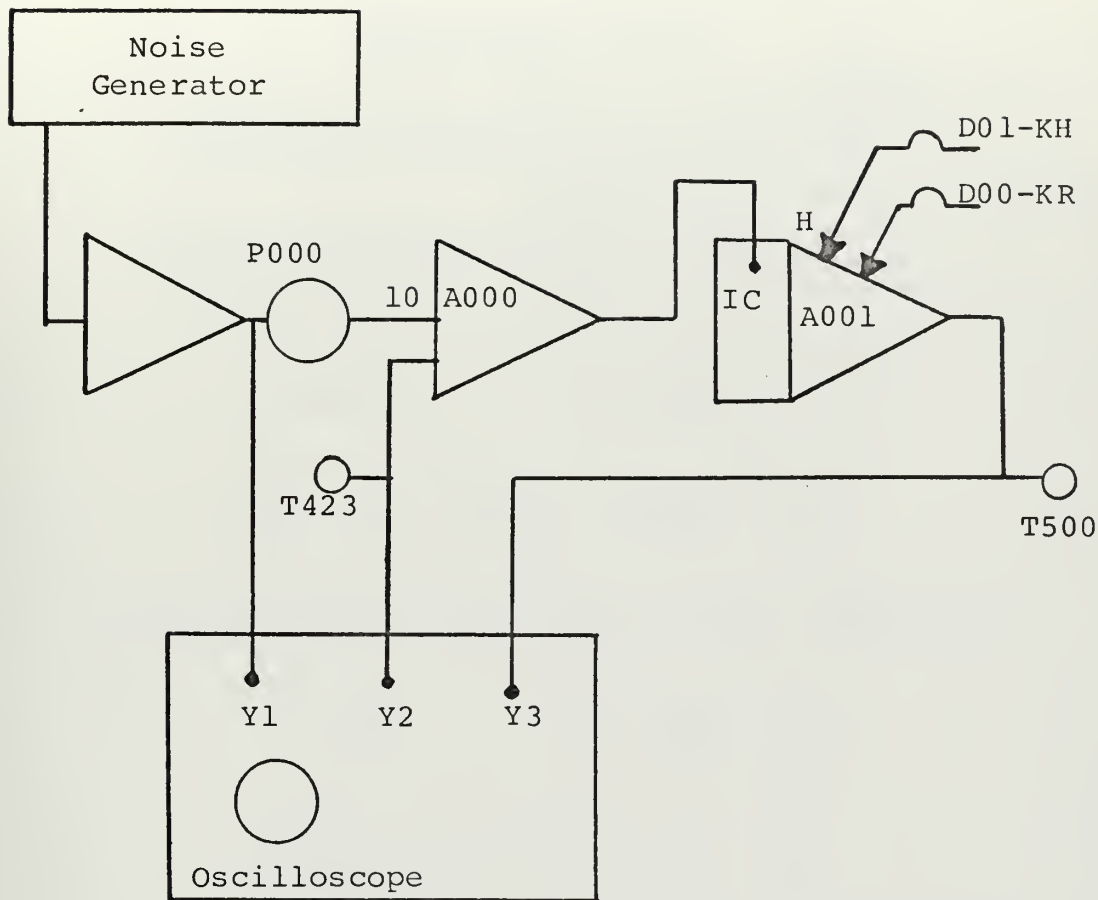 Noise
Generator
D01-KH
D00-KR
P000
H
10
A000
IC
A001
T423
T500
Y1
Y2
Y3
Oscilloscope